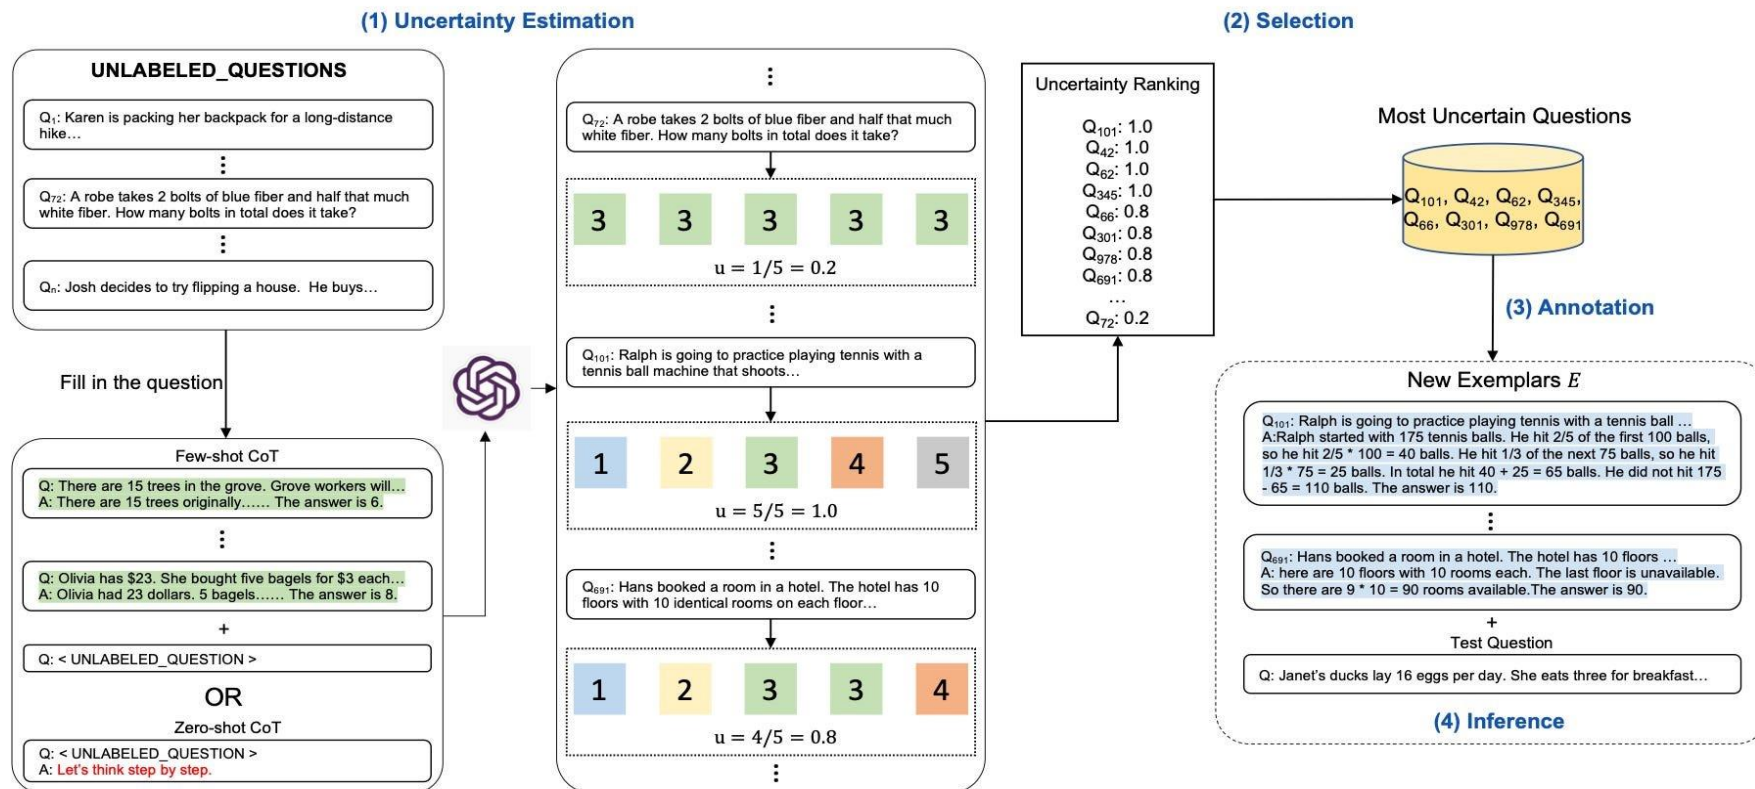 (1) Uncertainty Estimation
UNLABELED_QUESTIONS
Q₁: Karen is packing her backpack for a long-distance
hike…
⋮
Q₇₂: A robe takes 2 bolts of blue fiber and half that much
white fiber. How many bolts in total does it take?
⋮
Qₙ: Josh decides to try flipping a house. He buys…
Fill in the question
Few-shot CoT
Q: There are 15 trees in the grove. Grove workers will…
A: There are 15 trees originally…… The answer is 6.
⋮
Q: Olivia has $23. She bought five bagels for $3 each…
A: Olivia had 23 dollars. 5 bagels…… The answer is 8.
+
Q: < UNLABELED_QUESTION >
OR
Zero-shot CoT
Q: < UNLABELED_QUESTION >
A: Let's think step by step.
⋮
Q₇₂: A robe takes 2 bolts of blue fiber and half that much
white fiber. How many bolts in total does it take?
3 3 3 3 3
u = 1/5 = 0.2
⋮
Q₁₀₁: Ralph is going to practice playing tennis with a
tennis ball machine that shoots…
1 2 3 4 5
u = 5/5 = 1.0
⋮
Q₆₉₁: Hans booked a room in a hotel. The hotel has 10
floors with 10 identical rooms on each floor…
1 2 3 3 4
u = 4/5 = 0.8
⋮
(2) Selection
Uncertainty Ranking
Q₁₀₁: 1.0
Q₄₂: 1.0
Q₆₂: 1.0
Q₃₄₅: 1.0
Q₆₆: 0.8
Q₃₀₁: 0.8
Q₉₇₈: 0.8
Q₆₉₁: 0.8
…
Q₇₂: 0.2
Most Uncertain Questions
Q₁₀₁, Q₄₂, Q₆₂, Q₃₄₅,
Q₆₆, Q₃₀₁, Q₉₇₈, Q₆₉₁
(3) Annotation
New Exemplars E
Q₁₀₁: Ralph is going to practice playing tennis with a tennis ball …
A:Ralph started with 175 tennis balls. He hit 2/5 of the first 100 balls,
so he hit 2/5 * 100 = 40 balls. He hit 1/3 of the next 75 balls, so he hit
1/3 * 75 = 25 balls. In total he hit 40 + 25 = 65 balls. He did not hit 175
- 65 = 110 balls. The answer is 110.
⋮
Q₆₉₁: Hans booked a room in a hotel. The hotel has 10 floors …
A: here are 10 floors with 10 rooms each. The last floor is unavailable.
So there are 9 * 10 = 90 rooms available.The answer is 90.
+
Test Question
Q: Janet's ducks lay 16 eggs per day. She eats three for breakfast…
(4) Inference